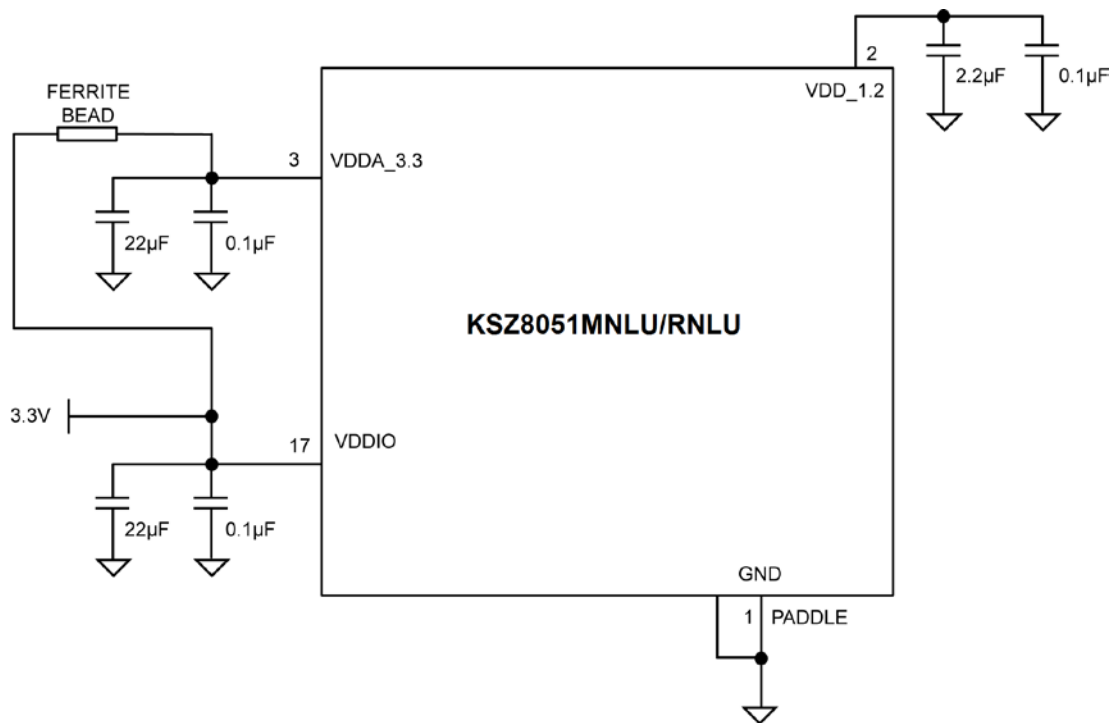 2
VDD_1.2
2.2µF
0.1µF
FERRITE
BEAD
3
VDDA_3.3
22µF
0.1µF
KSZ8051MNLU/RNLU
3.3V
17
VDDIO
22µF
0.1µF
GND
1
PADDLE